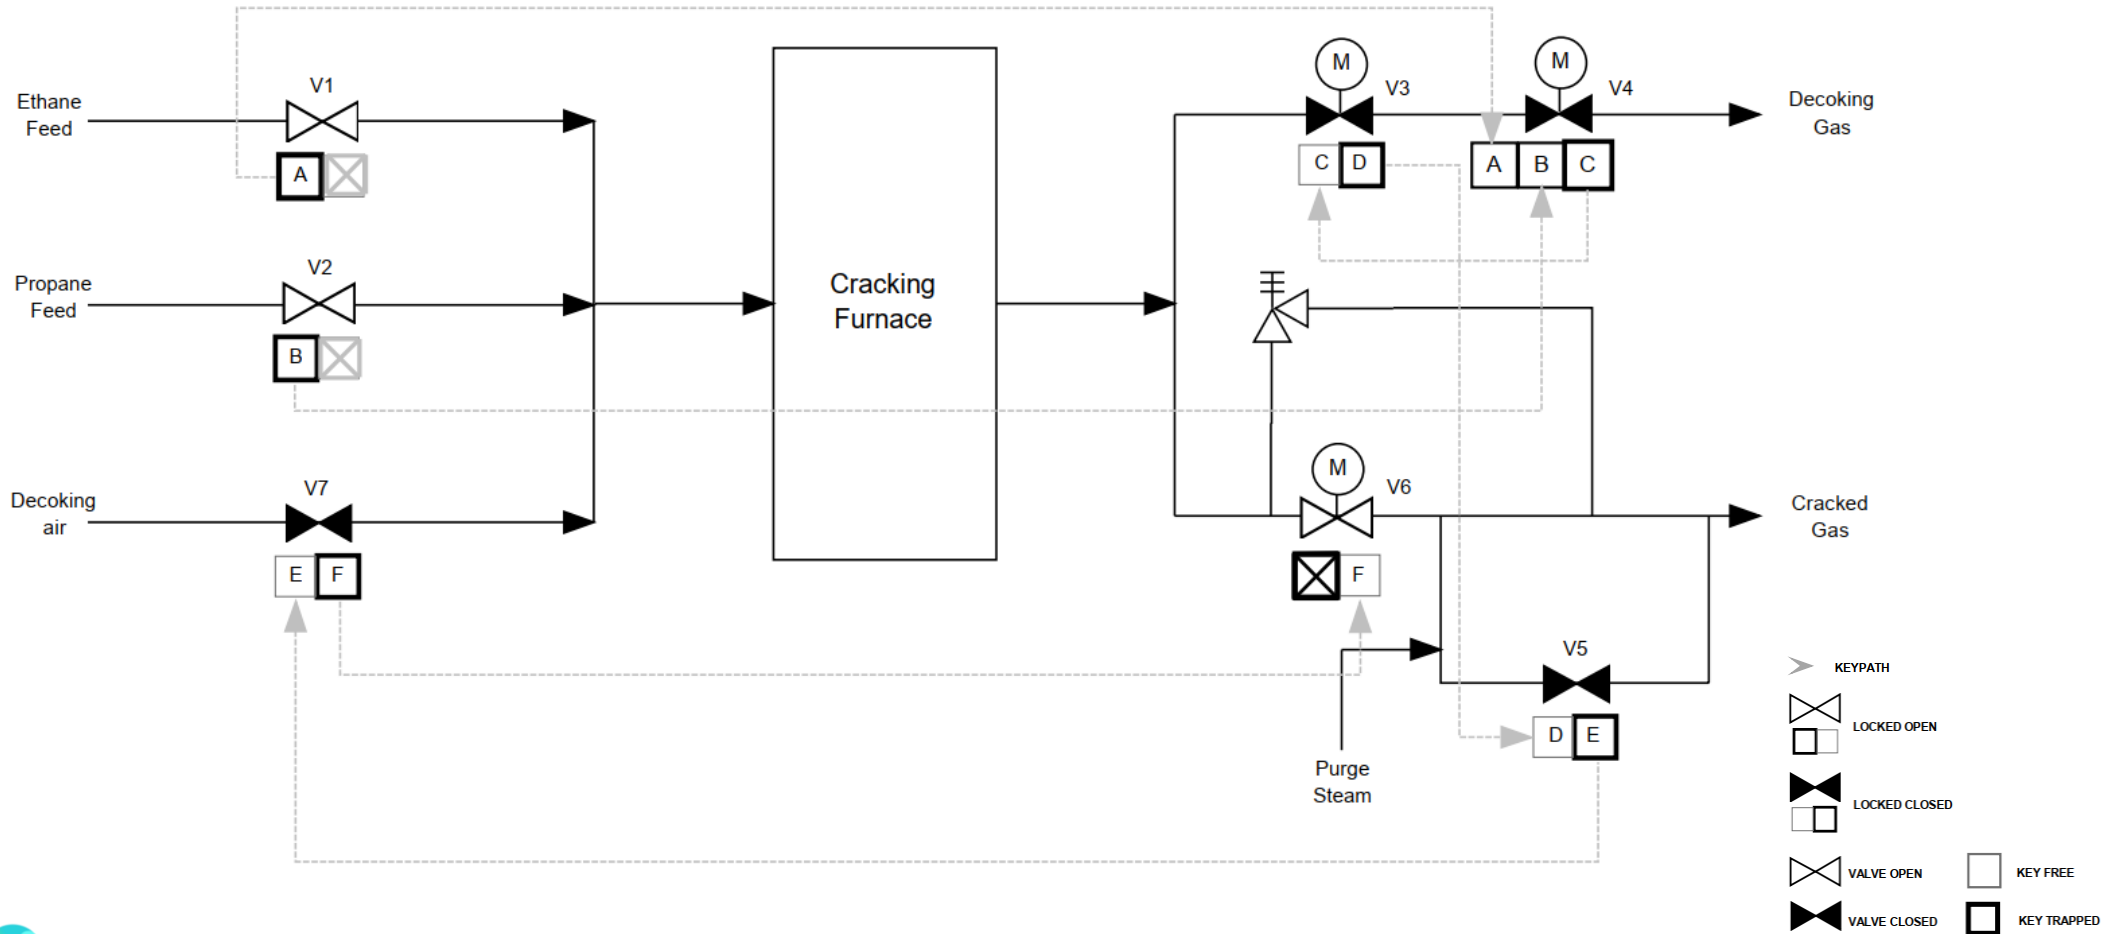 Ethane
Feed
V1
A
Propane
Feed
V2
B
Decoking
air
V7
E F
Cracking
Furnace
M
V3
C D
M
V4
A B C
Decoking
Gas
M
V6
F
Cracked
Gas
V5
D E
Purge
Steam
KEYPATH
LOCKED OPEN
LOCKED CLOSED
VALVE OPEN
KEY FREE
VALVE CLOSED
KEY TRAPPED